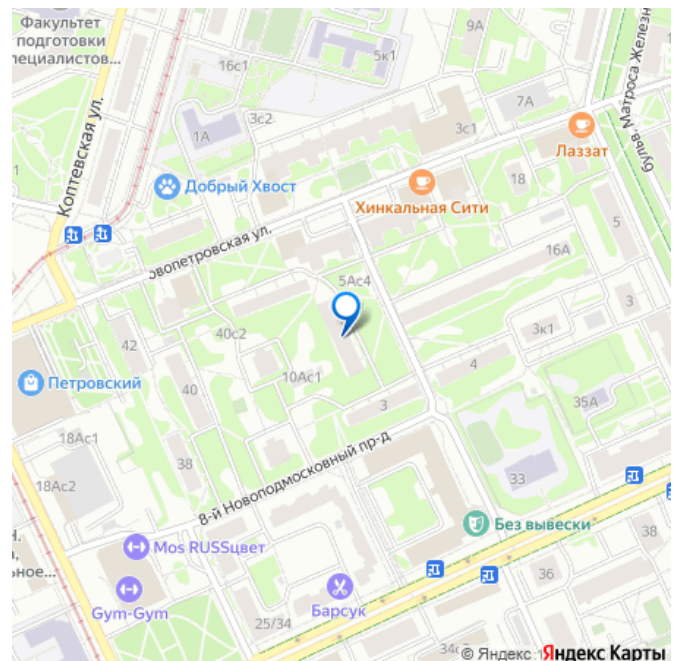 Факультет
подготовки
пециалистов...
16с1
5к1
9А
7А
3с2
1А
3с1
Лаззат
бульв. Матроса Железн
Коптевская ул.
Добрый Хвост
Хинкальная Сити
18
5
овопетровская ул.
16А
5Ас4
3
40с2
3к1
42
4
Петровский
10Ас1
40
3
35А
18Ас1
38
8-й Новоподмосковный пр-д
33
18Ас2
Без вывески
38
Н.
Mos RUSSцвет
ьное...
36
Gym-Gym
Барсук
25/34
34с
© Яндекс
Яндекс Карты